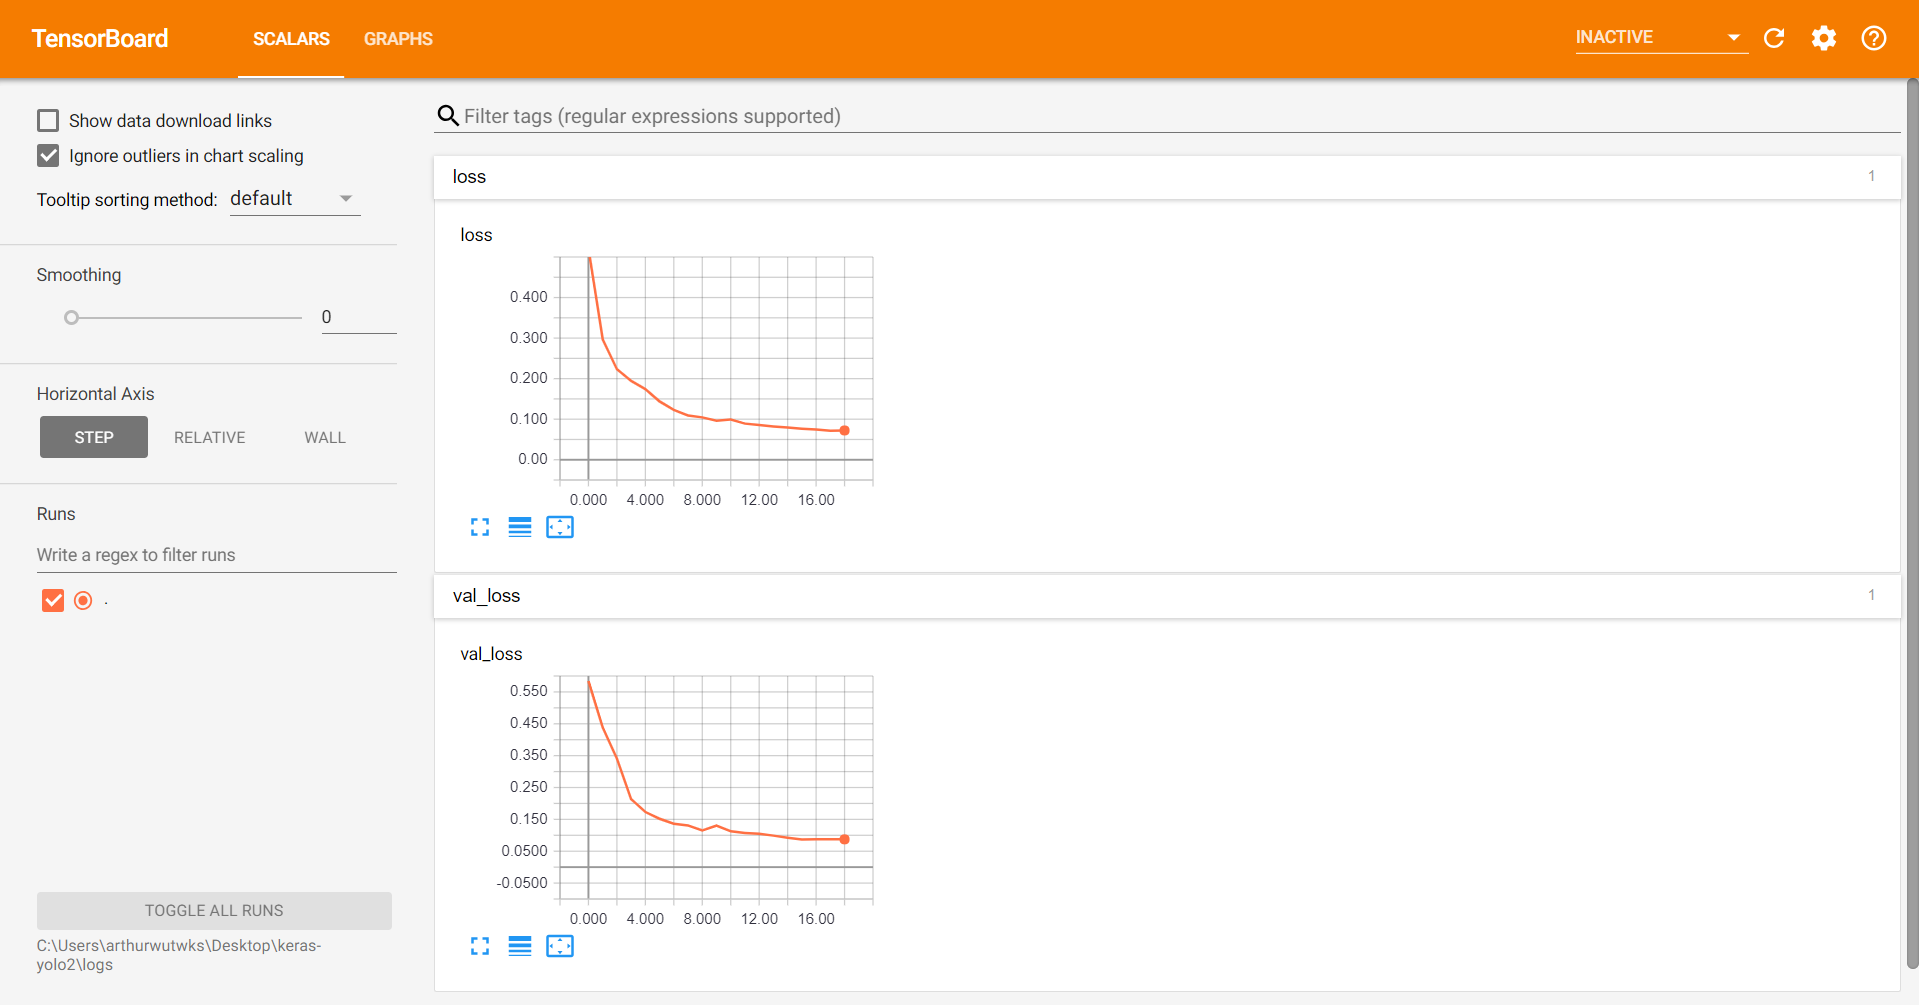 TensorBoard
SCALARS
GRAPHS
INACTIVE
Show data download links
Ignore outliers in chart scaling
Tooltip sorting method: default
Smoothing
0
Horizontal Axis
STEP
RELATIVE
WALL
Runs
Write a regex to filter runs
.
TOGGLE ALL RUNS
C:\Users\arthurwutwks\Desktop\keras-
yolo2\logs
Filter tags (regular expressions supported)
loss
1
loss
0.400
0.300
0.200
0.100
0.00
0.000 4.000 8.000 12.00 16.00
val_loss
1
val_loss
0.550
0.450
0.350
0.250
0.150
0.0500
-0.0500
0.000 4.000 8.000 12.00 16.00